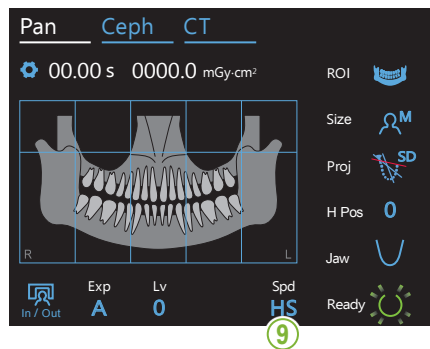 Pan Ceph CT
00.00 s 0000.0 mGy·cm²
ROI
Size M
Proj SD
H Pos 0
R L
Jaw
In / Out
Exp Lv Spd
A 0 HS
Ready
9